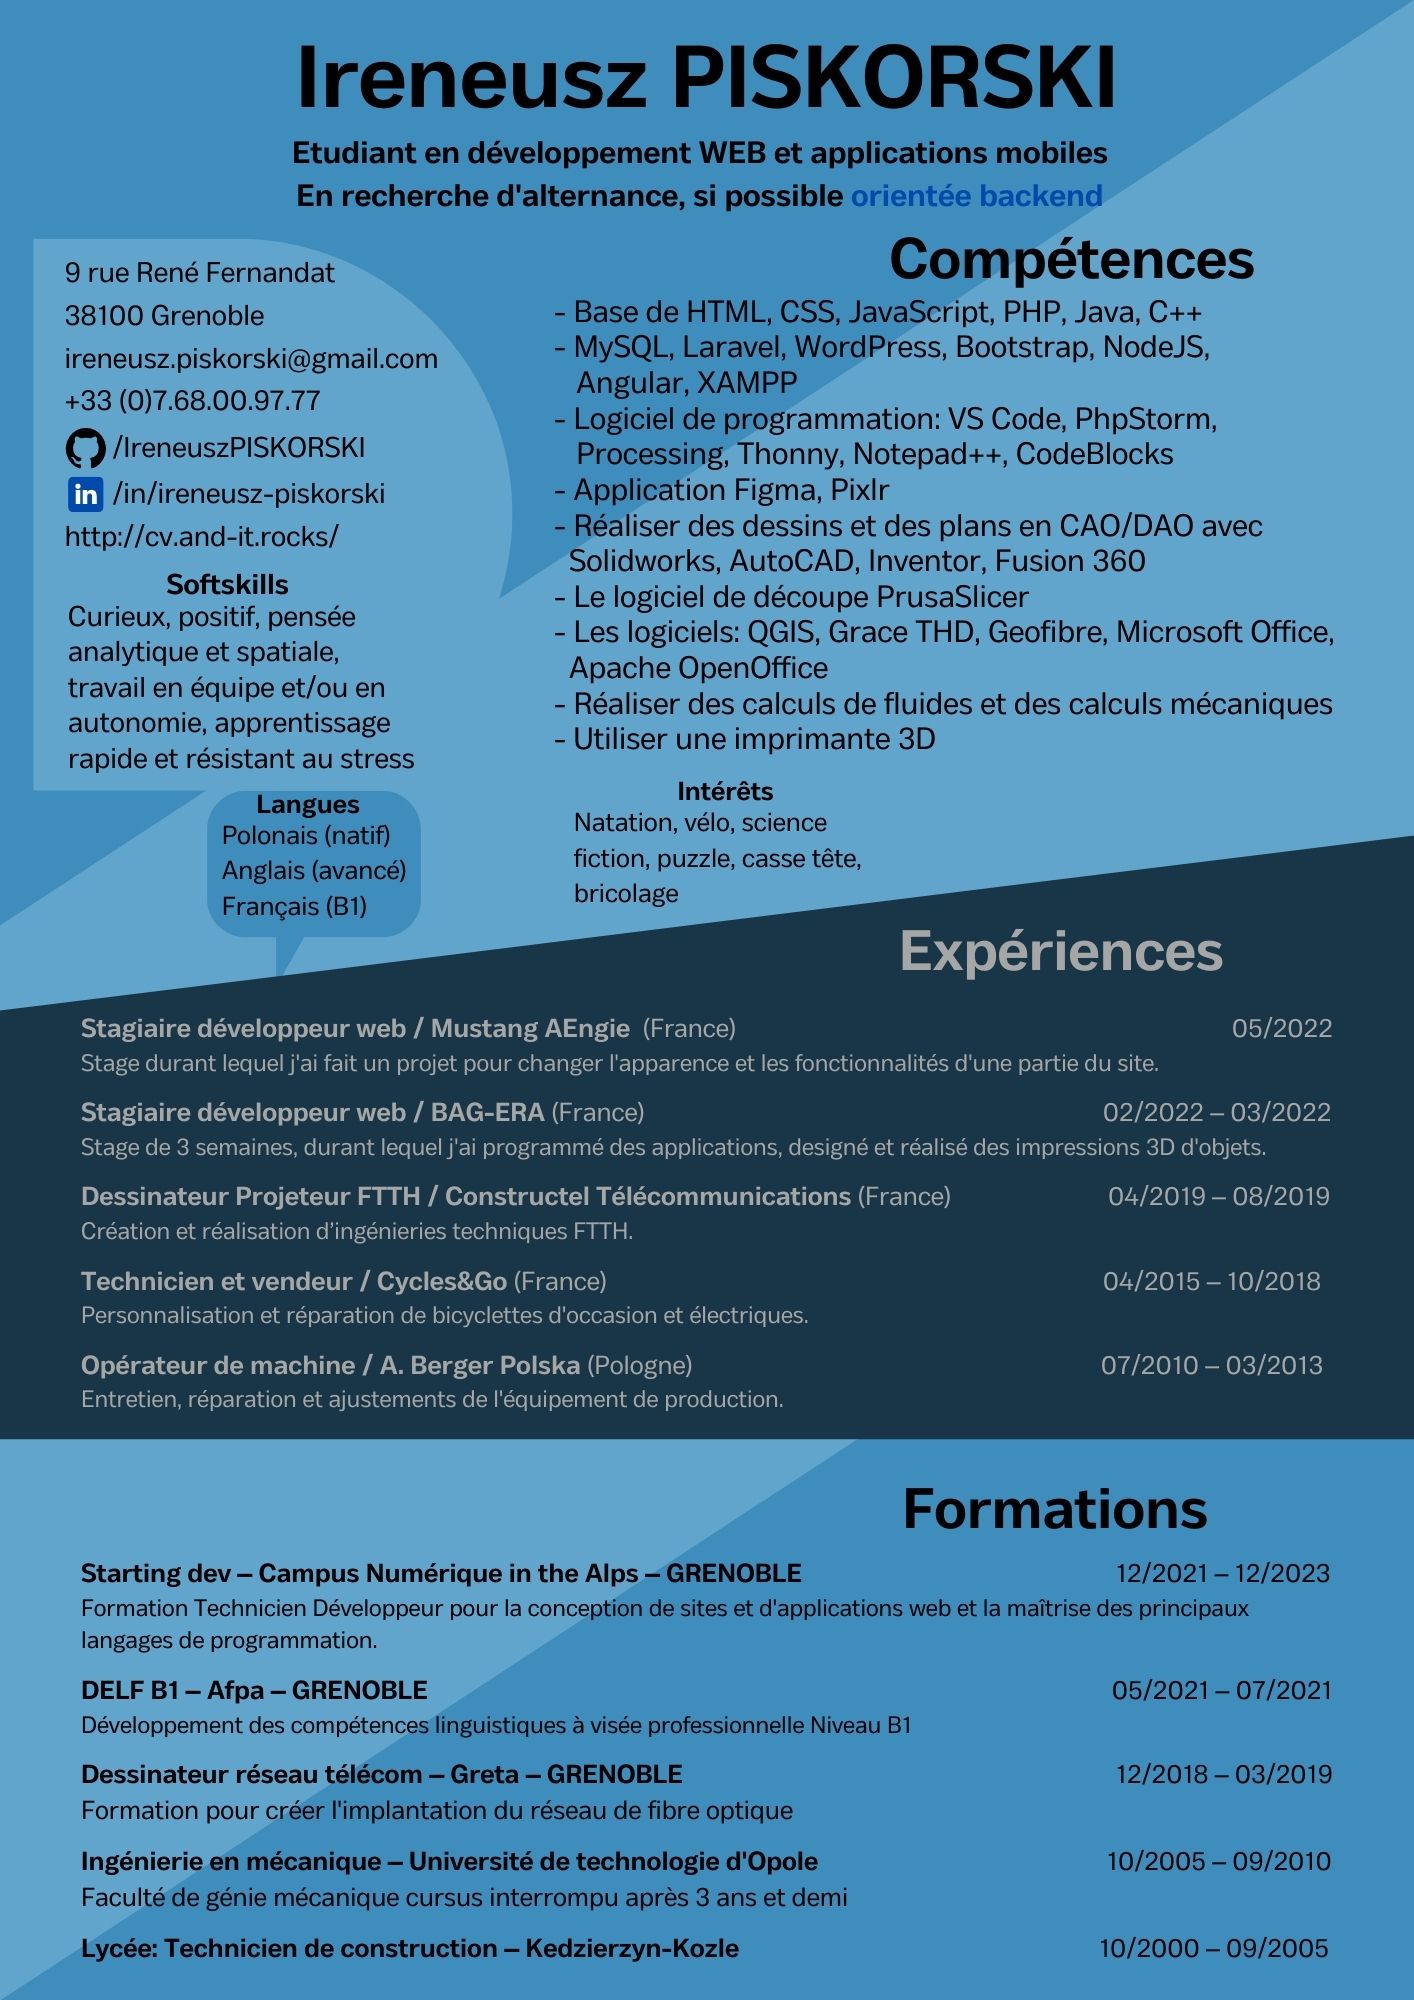 Ireneusz PISKORSKI
Etudiant en développement WEB et applications mobiles
En recherche d'alternance, si possible orientée backend
9 rue René Fernandat
38100 Grenoble
ireneusz.piskorski@gmail.com
+33 (0)7.68.00.97.77
/IreneuszPISKORSKI
in /in/ireneusz-piskorski
http://cv.and-it.rocks/
Softskills
Curieux, positif, pensée
analytique et spatiale,
travail en équipe et/ou en
autonomie, apprentissage
rapide et résistant au stress
Langues
Polonais (natif)
Anglais (avancé)
Français (B1)
Compétences
- Base de HTML, CSS, JavaScript, PHP, Java, C++
- MySQL, Laravel, WordPress, Bootstrap, NodeJS,
Angular, XAMPP
- Logiciel de programmation: VS Code, PhpStorm,
Processing, Thonny, Notepad++, CodeBlocks
- Application Figma, Pixlr
- Réaliser des dessins et des plans en CAO/DAO avec
Solidworks, AutoCAD, Inventor, Fusion 360
- Le logiciel de découpe PrusaSlicer
- Les logiciels: QGIS, Grace THD, Geofibre, Microsoft Office,
Apache OpenOffice
- Réaliser des calculs de fluides et des calculs mécaniques
- Utiliser une imprimante 3D
Intérêts
Natation, vélo, science
fiction, puzzle, casse tête,
bricolage
Expériences
Stagiaire développeur web / Mustang AEngie (France) 05/2022
Stage durant lequel j'ai fait un projet pour changer l'apparence et les fonctionnalités d'une partie du site.
Stagiaire développeur web / BAG-ERA (France) 02/2022 – 03/2022
Stage de 3 semaines, durant lequel j'ai programmé des applications, designé et réalisé des impressions 3D d'objets.
Dessinateur Projeteur FTTH / Constructel Télécommunications (France) 04/2019 – 08/2019
Création et réalisation d’ingénieries techniques FTTH.
Technicien et vendeur / Cycles&Go (France) 04/2015 – 10/2018
Personnalisation et réparation de bicyclettes d'occasion et électriques.
Opérateur de machine / A. Berger Polska (Pologne) 07/2010 – 03/2013
Entretien, réparation et ajustements de l'équipement de production.
Formations
Starting dev – Campus Numérique in the Alps – GRENOBLE 12/2021 – 12/2023
Formation Technicien Développeur pour la conception de sites et d'applications web et la maîtrise des principaux
langages de programmation.
DELF B1 – Afpa – GRENOBLE 05/2021 – 07/2021
Développement des compétences linguistiques à visée professionnelle Niveau B1
Dessinateur réseau télécom – Greta – GRENOBLE 12/2018 – 03/2019
Formation pour créer l'implantation du réseau de fibre optique
Ingénierie en mécanique – Université de technologie d'Opole 10/2005 – 09/2010
Faculté de génie mécanique cursus interrompu après 3 ans et demi
Lycée: Technicien de construction – Kedzierzyn-Kozle 10/2000 – 09/2005